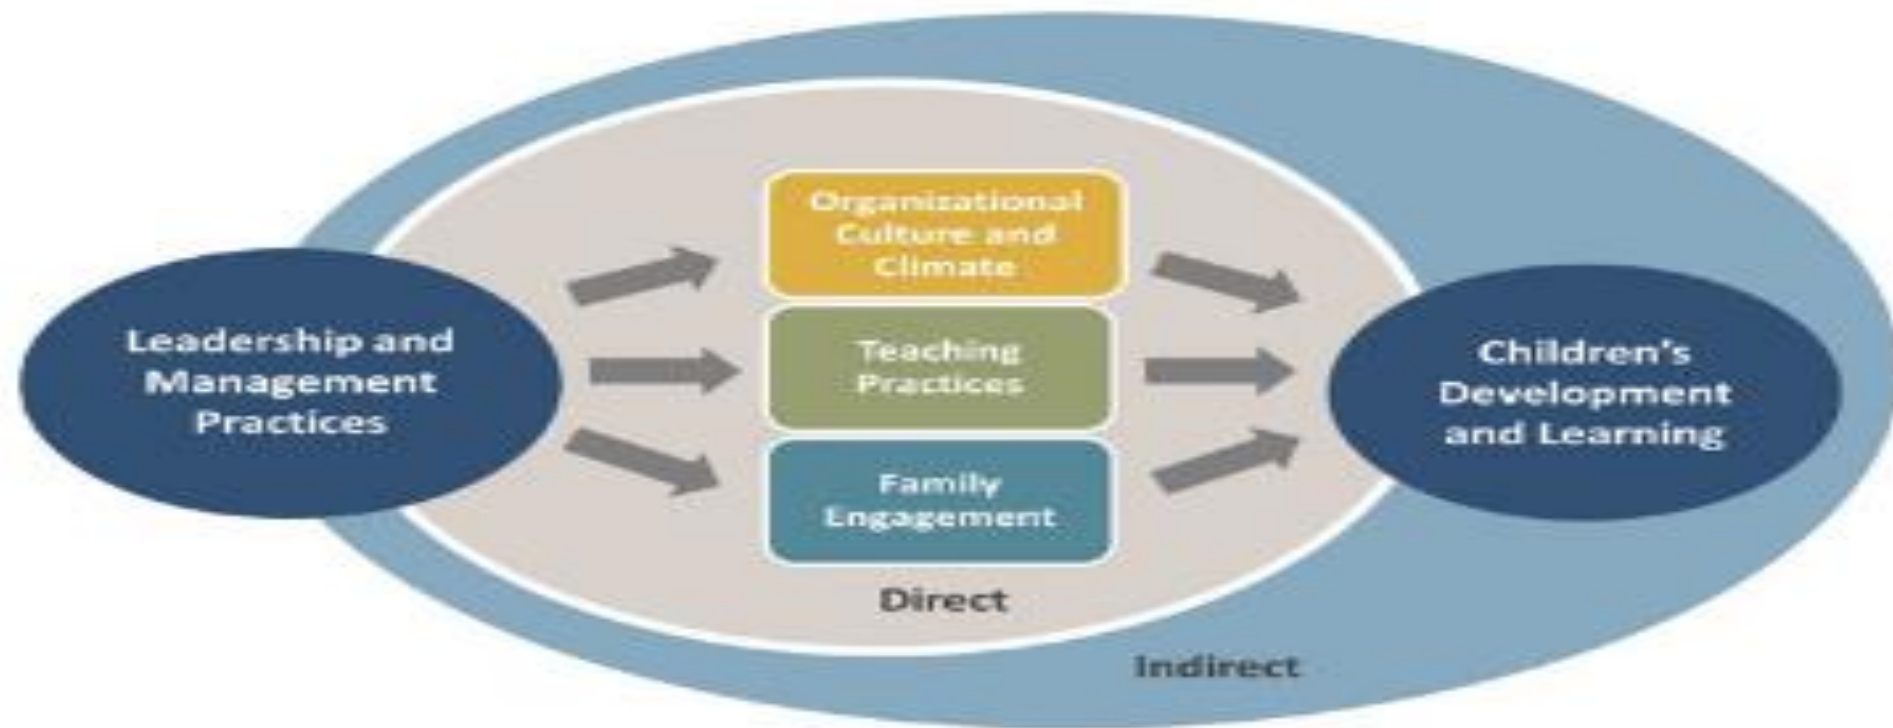 Organizational
Culture and
Climate
Leadership and
Management
Practices
Teaching
Practices
Children's
Development
and Learning
Family
Engagement
Direct
Indirect